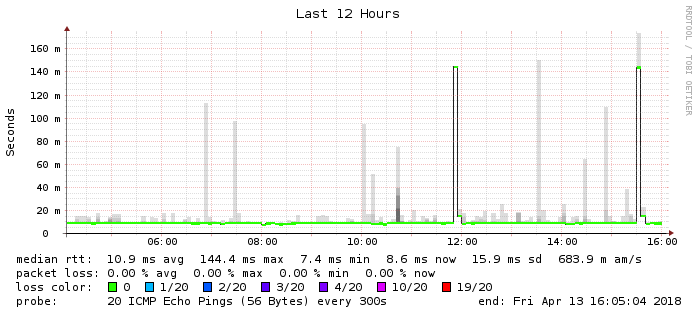 Last 12 Hours
RRDTOOL / TOBI OETIKER
Seconds
160 m
140 m
120 m
100 m
80 m
60 m
40 m
20 m
0
06:00 08:00 10:00 12:00 14:00 16:00
median rtt: 10.9 ms avg 144.4 ms max 7.4 ms min 8.6 ms now 15.9 ms sd 683.9 m am/s
packet loss: 0.00 % avg 0.00 % max 0.00 % min 0.00 % now
loss color: 0 1/20 2/20 3/20 4/20 10/20 19/20
probe: 20 ICMP Echo Pings (56 Bytes) every 300s end: Fri Apr 13 16:05:04 2018